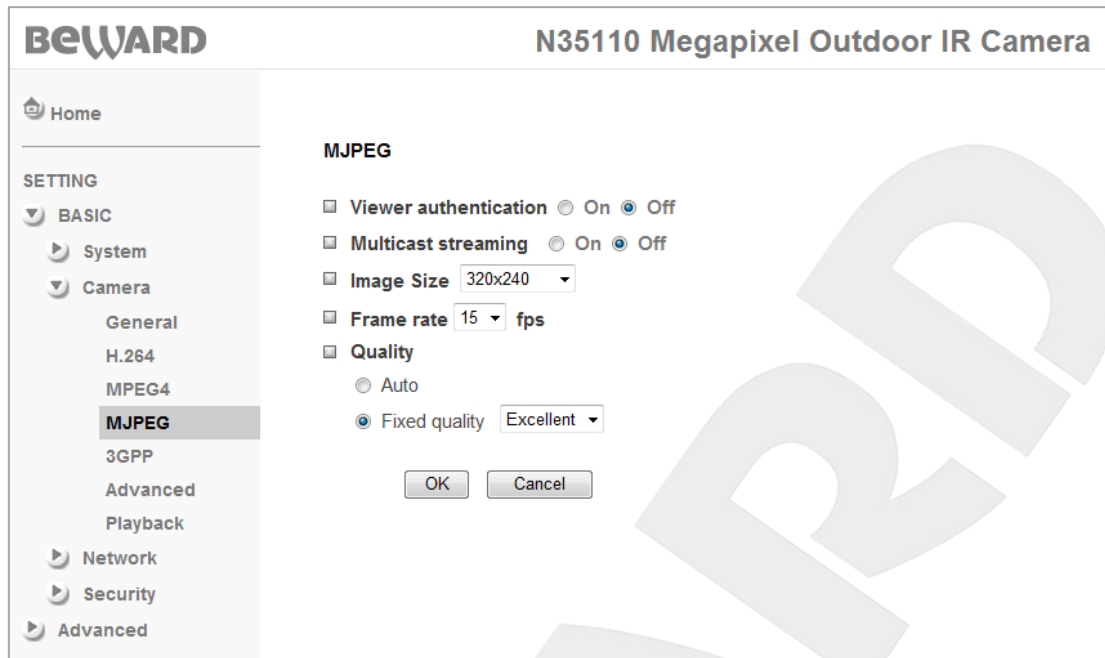 BEWARD
N35110 Megapixel Outdoor IR Camera
Home
SETTING
BASIC
System
Camera
General
H.264
MPEG4
MJPEG
3GPP
Advanced
Playback
Network
Security
Advanced
MJPEG
Viewer authentication On Off
Multicast streaming On Off
Image Size 320x240
Frame rate 15 fps
Quality
Auto
Fixed quality Excellent
OK Cancel
ARD